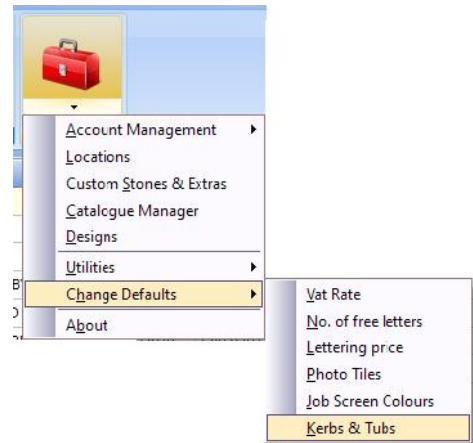 Account Management
Locations
Custom Stones & Extras
Catalogue Manager
Designs
Utilities
Change Defaults
About
Vat Rate
No. of free letters
Lettering price
Photo Tiles
Job Screen Colours
Kerbs & Tubs